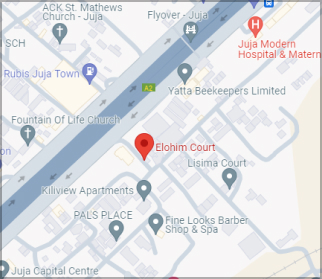 ACK St. Mathews
Church - Juja
Flyover - Juja
SCH
H
Juja Modern
Hospital & Matern
Rubis Juja Town
A2
Yatta Beekeepers Limited
Fountain Of Life Church
Elohim Court
on
Lisima Court
Kiliview Apartments
PALS PLACE
Fine Looks Barber
Shop & Spa
Juja Capital Centre